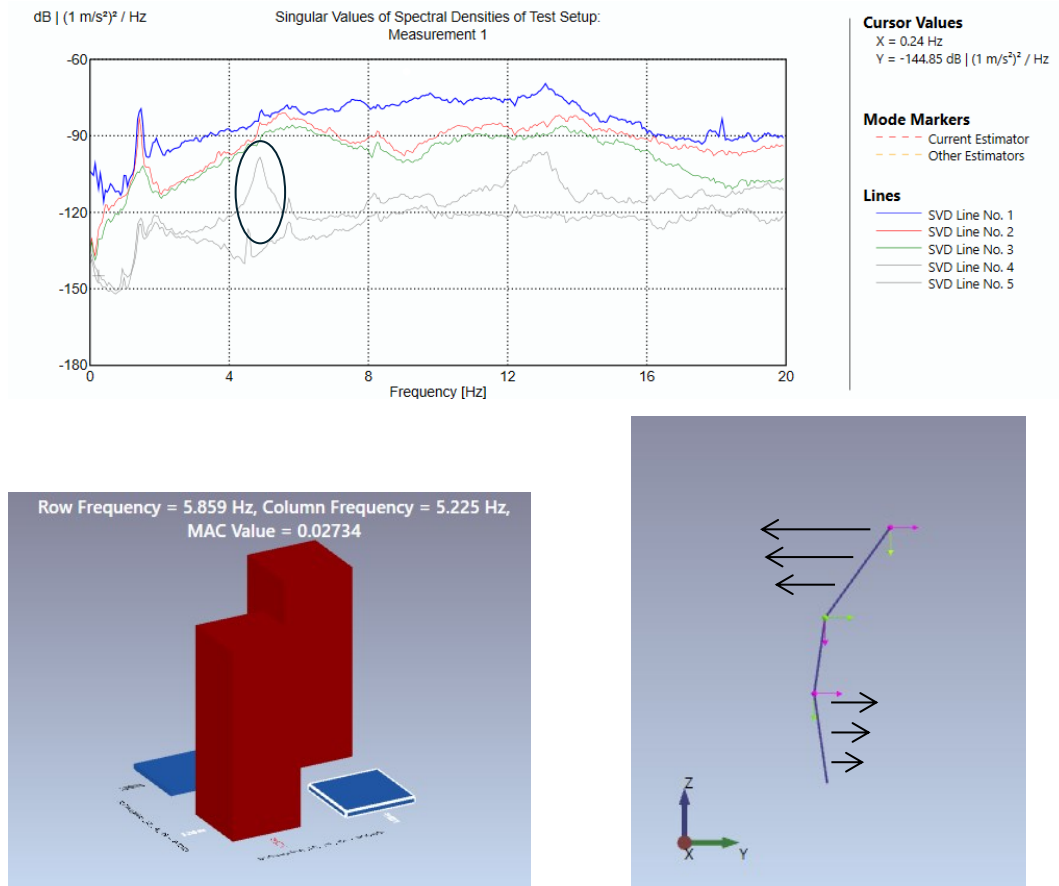 dB | (1 m/s²)² / Hz
Singular Values of Spectral Densities of Test Setup:
Measurement 1
-60
-90
-120
-150
-180
0
4
8
12
16
20
Frequency [Hz]
Cursor Values
X = 0.24 Hz
Y = -144.85 dB | (1 m/s²)² / Hz
Mode Markers
Current Estimator
Other Estimators
Lines
SVD Line No. 1
SVD Line No. 2
SVD Line No. 3
SVD Line No. 4
SVD Line No. 5
Row Frequency = 5.859 Hz, Column Frequency = 5.225 Hz,
MAC Value = 0.02734
Z
X
Y